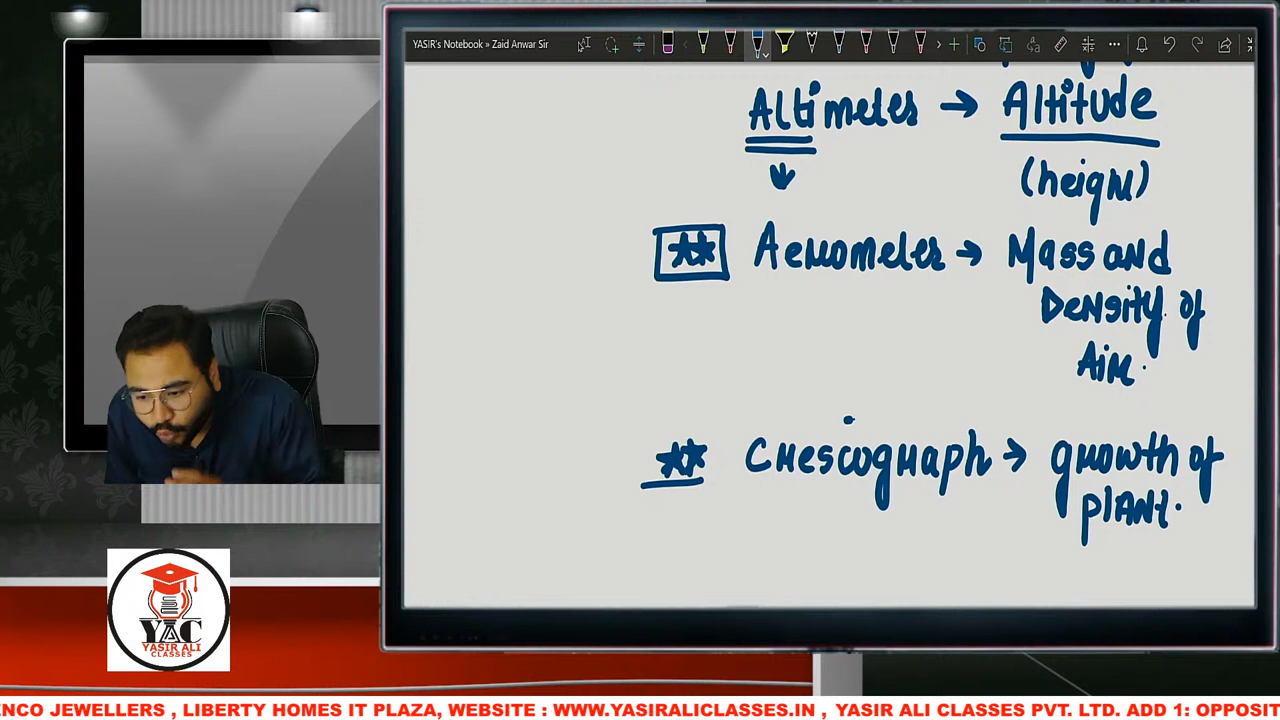 YASIR's Notebook » Zaid Anwar Sir
Altimeter → Altitude
(height)
** Aerometer → Mass and
Density of
Air.
** Crescograph → growth of
plant.
YAC
YASIR ALI
CLASSES
ENCO JEWELLERS , LIBERTY HOMES IT PLAZA, WEBSITE : WWW.YASIRALICLASSES.IN , YASIR ALI CLASSES PVT. LTD. ADD 1: OPPOSIT